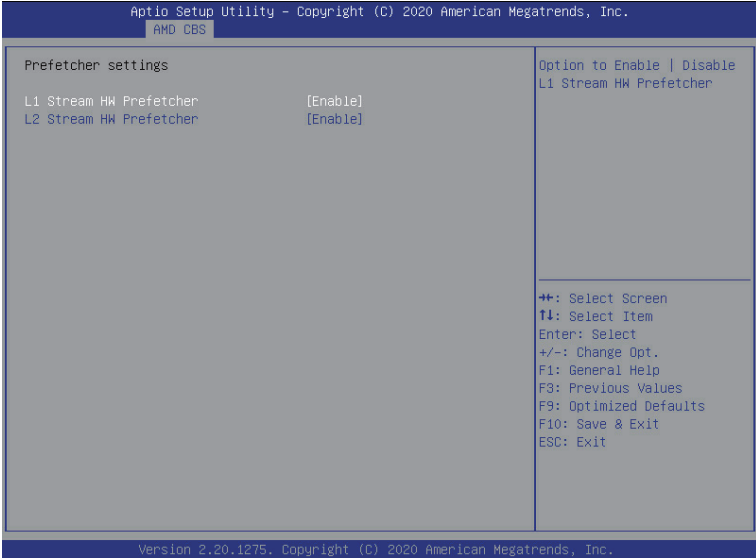 Aptio Setup Utility – Copyright (C) 2020 American Megatrends, Inc.
AMD CBS
Prefetcher settings
L1 Stream HW Prefetcher [Enable]
L2 Stream HW Prefetcher [Enable]
Option to Enable | Disable
L1 Stream HW Prefetcher
→←: Select Screen
↑↓: Select Item
Enter: Select
+/-: Change Opt.
F1: General Help
F3: Previous Values
F9: Optimized Defaults
F10: Save & Exit
ESC: Exit
Version 2.20.1275. Copyright (C) 2020 American Megatrends, Inc.